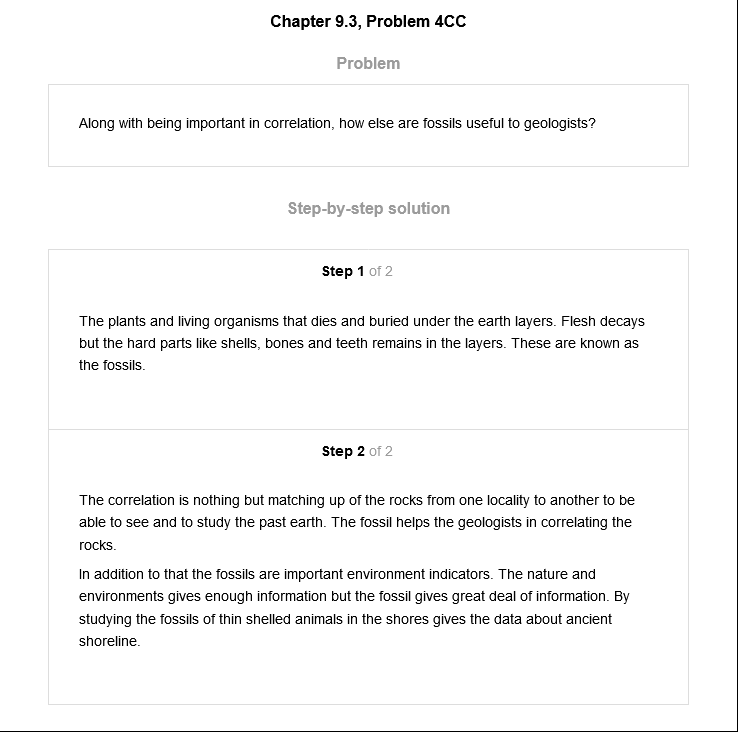 Chapter 9.3, Problem 4CC
Problem
Along with being important in correlation, how else are fossils useful to geologists?
Step-by-step solution
Step 1 of 2
The plants and living organisms that dies and buried under the earth layers. Flesh decays
but the hard parts like shells, bones and teeth remains in the layers. These are known as
the fossils.
Step 2 of 2
The correlation is nothing but matching up of the rocks from one locality to another to be
able to see and to study the past earth. The fossil helps the geologists in correlating the
rocks.
In addition to that the fossils are important environment indicators. The nature and
environments gives enough information but the fossil gives great deal of information. By
studying the fossils of thin shelled animals in the shores gives the data about ancient
shoreline.